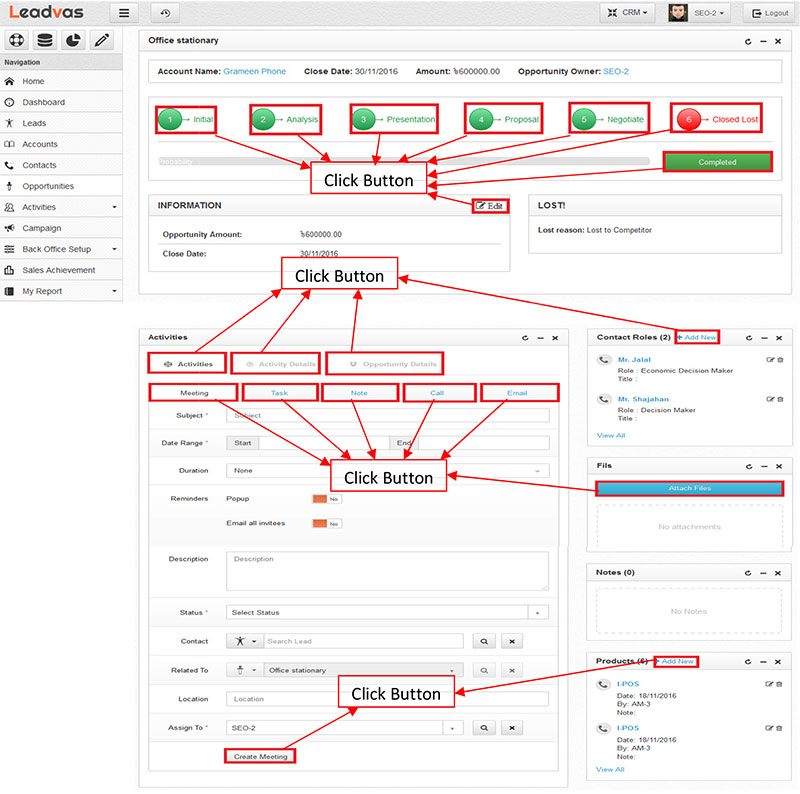 Leadvas
CRM
SEO-2
Logout
Navigation
Home
Dashboard
Leads
Accounts
Contacts
Opportunities
Activities
Campaign
Back Office Setup
Sales Achievement
My Report
Office stationary
Account Name: Grameen Phone Close Date: 30/11/2016 Amount: ৳600000.00 Opportunity Owner: SEO-2
1 → Initial 2 → Analysis 3 → Presentation 4 → Proposal 5 → Negotiate 6 → Closed Lost
Probability
Completed
Click Button
INFORMATION
Edit
Opportunity Amount: ৳600000.00
Close Date: 30/11/2016
LOST!
Lost reason: Lost to Competitor
Click Button
Activities
Activities Activity Details Opportunity Details
Meeting Task Note Call Email
Subject * Subject
Date Range * Start End
Duration None
Click Button
Reminders Popup No
Email all invitees No
Description Description
Status * Select Status
Contact Search Lead
Related To Office stationary
Location Location
Click Button
Assign To * SEO-2
Create Meeting
Contact Roles (2) + Add New
Mr. Jalal
Role : Economic Decision Maker
Title :
Mr. Shajahan
Role : Decision Maker
Title :
View All
Fils
Attach Files
No attachments
Notes (0)
No Notes
Products (6) + Add New
I-POS
Date: 18/11/2016
By: AM-3
Note:
I-POS
Date: 18/11/2016
By: AM-3
Note:
View All